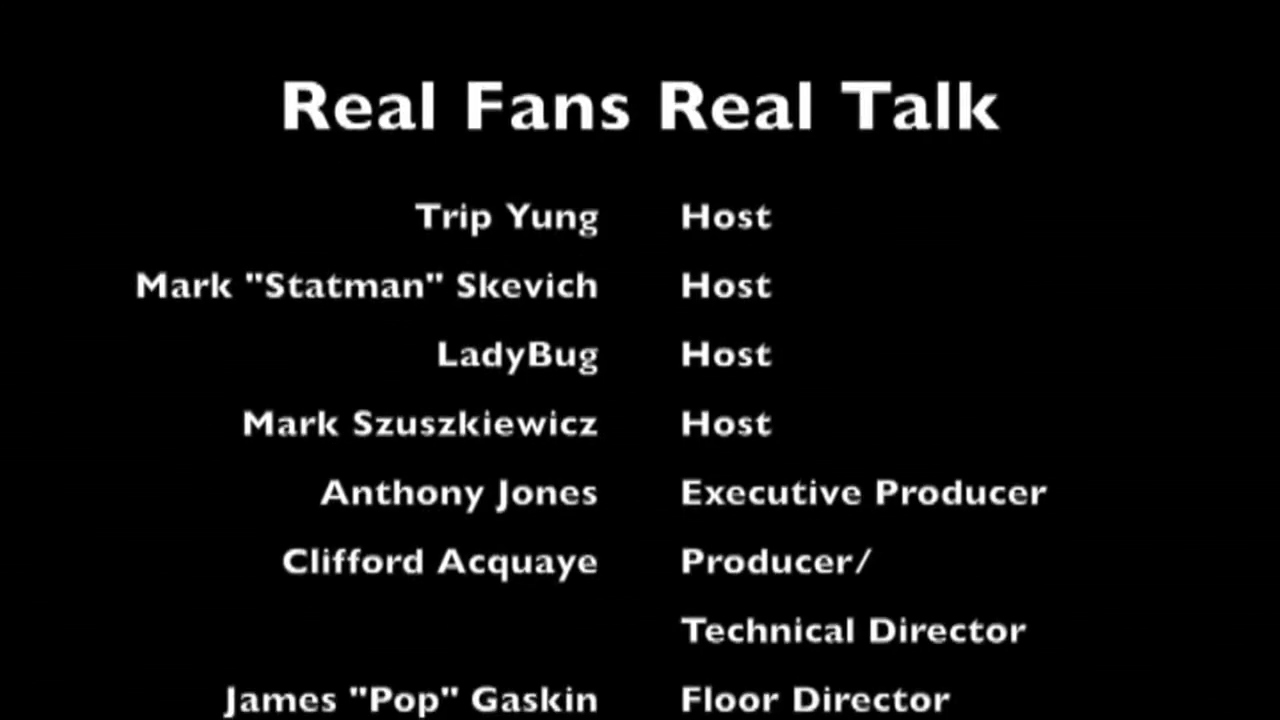 Real Fans Real Talk
Trip Yung Host
Mark "Statman" Skevich Host
LadyBug Host
Mark Szuszkiewicz Host
Anthony Jones Executive Producer
Clifford Acquaye Producer/
Technical Director
James "Pop" Gaskin Floor Director